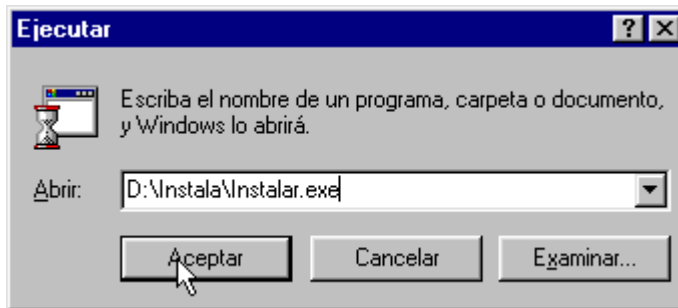 Ejecutar
Escriba el nombre de un programa, carpeta o documento,
y Windows lo abrirá.
Abrir: D:\Instala\Instalar.exe
Aceptar Cancelar Examinar...